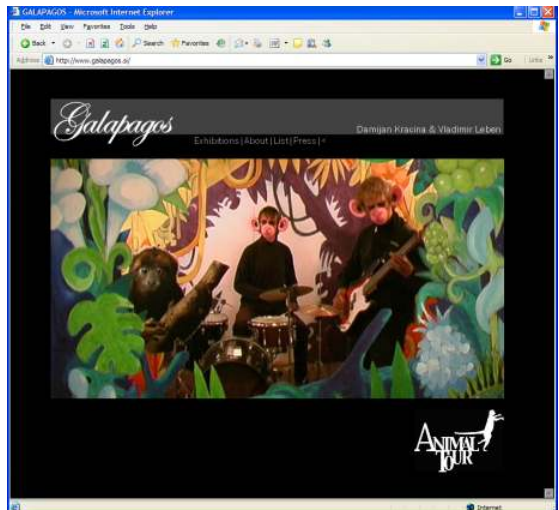 GALAPAGOS - Microsoft Internet Explorer
File Edit View Favorites Tools Help
Back Search Favorites
Address http://www.galapagos.si/ Go Links »
Galapagos
Damijan Kracina & Vladimir Leben
Exhibitions|About|List|Press|<
ANIMAL
TOUR
Internet